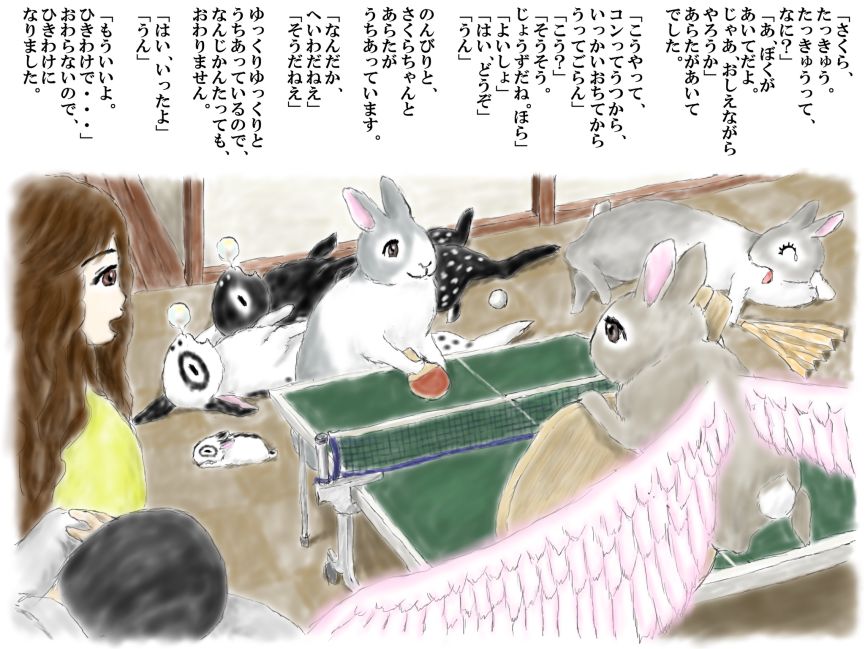 「さくら、
たっきゅう。
たっきゅうって、
なに？」
「あ、ぼくが
あいてだよ。
じゃあ、おしえながら
やろうか」
あらたがあいて
でした。
「こうやって、
コンってうつから、
いっかいおちてから
うってごらん」
「こう？」
「そうそう。
じょうずだね。ほら」
「よいしょ」
「はい、どうぞ」
「うん」
のんびりと、
さくらちゃんと
あらたが
うちあっています。
「なんだか、
へいわだねえ」
「そうだねえ」
ゆっくりゆっくりと
うちあっているので、
なんじかんたっても、
おわりません。
「はい、いったよ」
「うん」
「もういいよ。
ひきわけで・・・」
おわらないので、
ひきわけに
なりました。